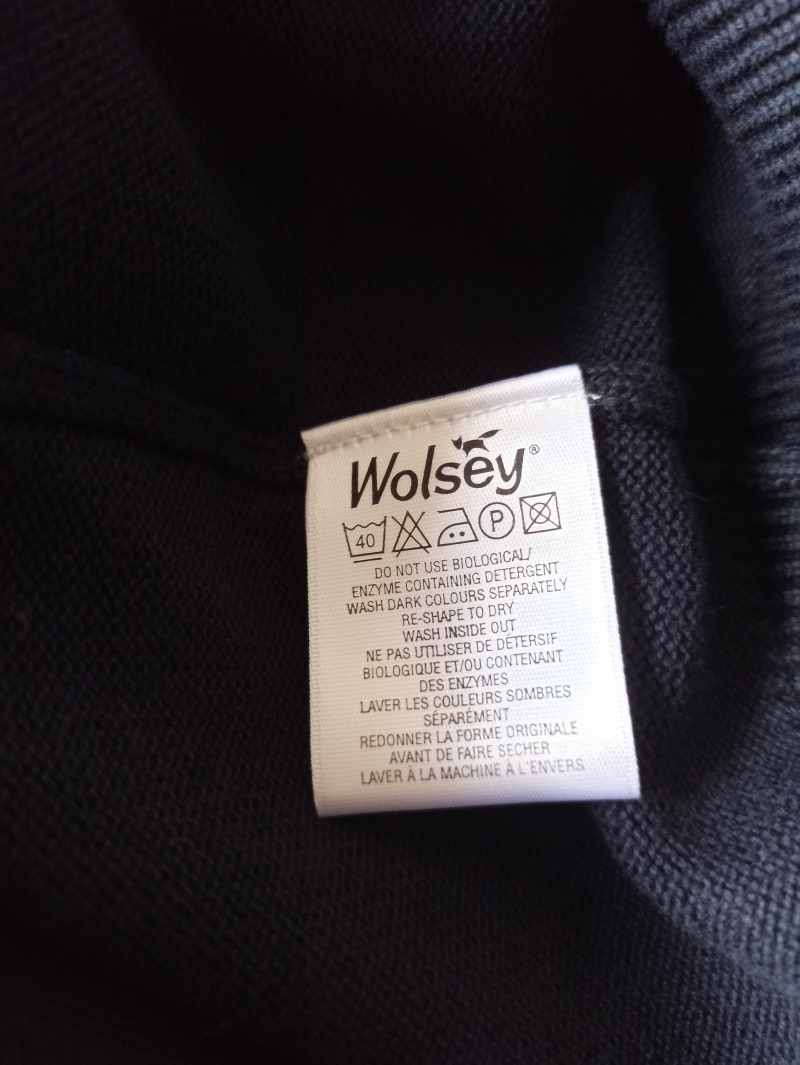 Wolsey®
40 P
DO NOT USE BIOLOGICAL/
ENZYME CONTAINING DETERGENT
WASH DARK COLOURS SEPARATELY
RE-SHAPE TO DRY
WASH INSIDE OUT
NE PAS UTILISER DE DÉTERSIF
BIOLOGIQUE ET/OU CONTENANT
DES ENZYMES
LAVER LES COULEURS SOMBRES
SÉPARÉMENT
REDONNER LA FORME ORIGINALE
AVANT DE FAIRE SECHER
LAVER À LA MACHINE À L'ENVERS